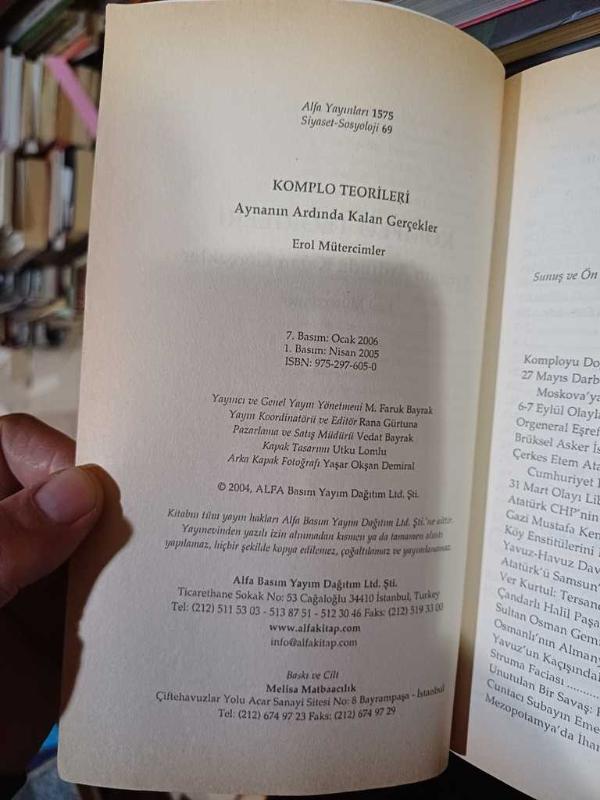 Alfa Yayınları 1575
Siyaset-Sosyoloji 69
KOMPLO TEORİLERİ
Aynanın Ardında Kalan Gerçekler
Erol Mütercimler
7. Basım: Ocak 2006
1. Basım: Nisan 2005
ISBN: 975-297-605-0
Yayıncı ve Genel Yayın Yönetmeni M. Faruk Bayrak
Yayın Koordinatörü ve Editör Rana Gürtuna
Pazarlama ve Satış Müdürü Vedat Bayrak
Kapak Tasarımı Utku Lomlu
Arka Kapak Fotoğrafı Yaşar Okşan Demiral
© 2004, ALFA Basım Yayım Dağıtım Ltd. Şti.
Kitabın tüm yayın hakları Alfa Basım Yayım Dağıtım Ltd. Şti.'ne aittir.
Yayınevinden yazılı izin alınmadan kısmen ya da tamamen alıntı
yapılamaz, hiçbir şekilde kopya edilemez, çoğaltılamaz ve yayımlanamaz.
Alfa Basım Yayım Dağıtım Ltd. Şti.
Ticarethane Sokak No: 53 Cağaloğlu 34410 İstanbul, Turkey
Tel: (212) 511 53 03 - 513 87 51 - 512 30 46 Faks: (212) 519 33 00
www.alfakitap.com
info@alfakitap.com
Baskı ve Cilt
Melisa Matbaacılık
Çiftehavuzlar Yolu Acar Sanayi Sitesi No: 8 Bayrampaşa - İstanbul
Tel: (212) 674 97 23 Faks: (212) 674 97 29
Sunuş ve Ön
Komployu Do
27 Mayıs Darb
Moskova'ya
6-7 Eylül Olayla
Orgeneral Eşref
Brüksel Asker İs
Çerkes Etem Ata
Cumhuriyet
31 Mart Olayı Lib
Atatürk CHP'nin
Gazi Mustafa Kem
Köy Enstitülerini
Yavuz-Havuz Dav
Atatürk'ü Samsun'
Ver Kurtul: Tersan
Çandarlı Halil Paşa
Sultan Osman Gem
Osmanlı'nın Almany
Yavuz'un Kaçışında
Struma Faciası
Unutulan Bir Savaş:
Cuntacı Subayın Eme
Mezopotamya'da İhan